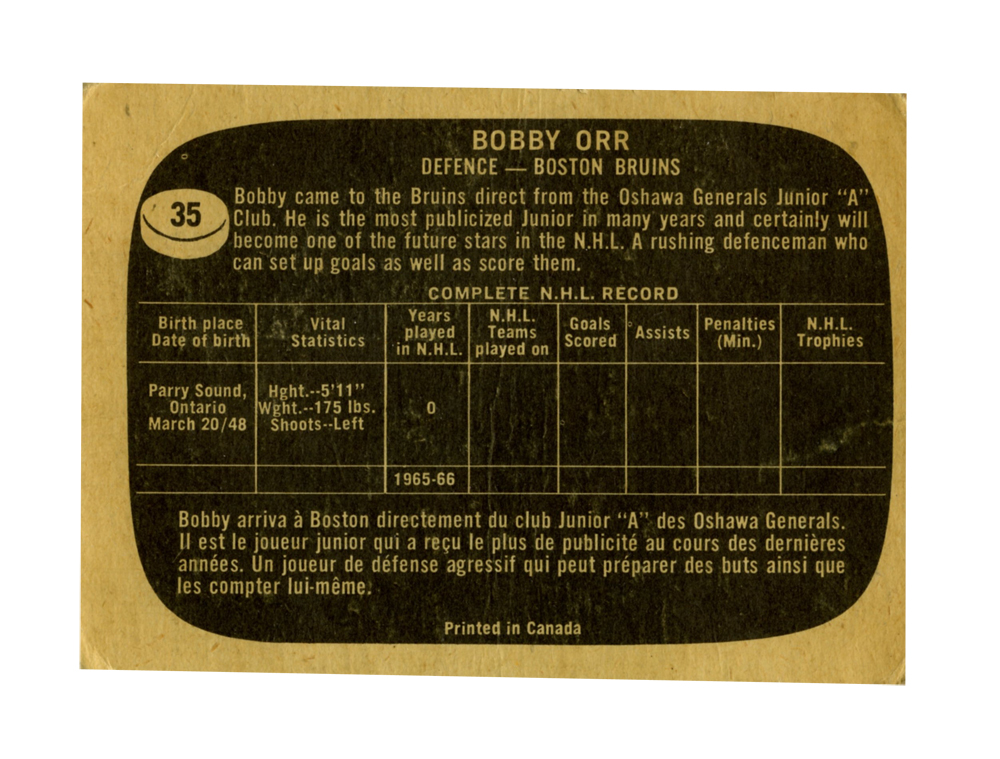 BOBBY ORR
DEFENCE — BOSTON BRUINS
35
Bobby came to the Bruins direct from the Oshawa Generals Junior "A"
Club. He is the most publicized Junior in many years and certainly will
become one of the future stars in the N.H.L. A rushing defenceman who
can set up goals as well as score them.
COMPLETE N.H.L. RECORD
Birth place
Date of birth
Vital
Statistics
Years
played
in N.H.L.
N.H.L.
Teams
played on
Goals
Scored
Assists
Penalties
(Min.)
N.H.L.
Trophies
Parry Sound,
Ontario
March 20/48
Hght.--5'11"
Wght.--175 lbs.
Shoots--Left
0
1965-66
Bobby arriva à Boston directement du club Junior "A" des Oshawa Generals.
Il est le joueur junior qui a reçu le plus de publicité au cours des dernières
années. Un joueur de défense agressif qui peut préparer des buts ainsi que
les compter lui-même.
Printed in Canada